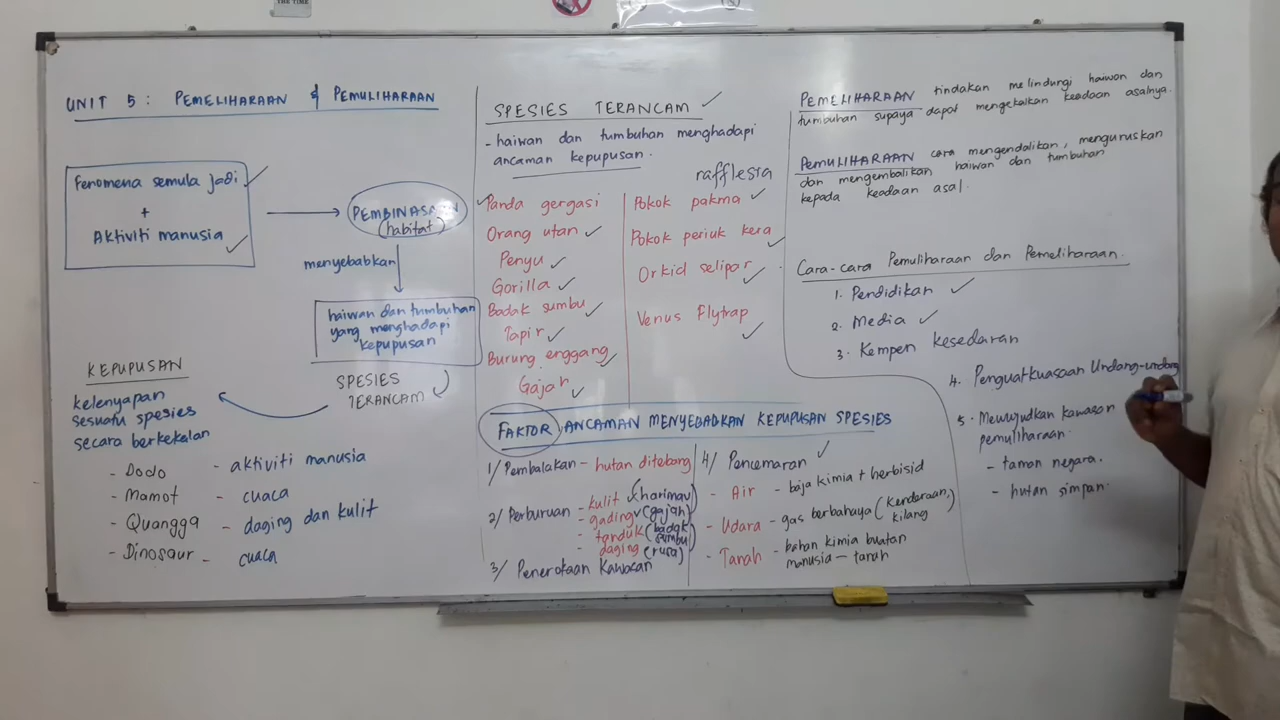 THE TIME
UNIT 5 : PEMELIHARAAN & PEMULIHARAAN
Fenomena semula jadi
+
Aktiviti manusia
PEMBINASAAN
(habitat)
menyebabkan
haiwan dan tumbuhan
yang menghadapi
kepupusan
SPESIES
TERANCAM
KEPUPUSAN
kelenyapan
sesuatu spesies
secara berkekalan
- Dodo - aktiviti manusia
- Mamot - cuaca
- Quangga - daging dan kulit
- Dinosaur - cuaca
SPESIES TERANCAM
- haiwan dan tumbuhan menghadapi
ancaman kepupusan.
Panda gergasi
Orang utan
Penyu
Gorilla
Badak sumbu
Tapir
Burung enggang
Gajah
rafflesia
Pokok pakma
Pokok periuk kera
Orkid selipar
Venus Flytrap
FAKTOR ANCAMAN MENYEBABKAN KEPUPUSAN SPESIES
1/ Pembalakan - hutan ditebang
2/ Perburuan - kulit (harimau)
- gading (gajah)
- tanduk (badak sumbu)
- daging (rusa)
3/ Penerokaan Kawasan
4/ Pencemaran
- Air - baja kimia + herbisid
- Udara - gas berbahaya (Kenderaan,
kilang)
- Tanah - bahan kimia buatan
manusia - tanah
PEMELIHARAAN tindakan melindungi haiwan dan
tumbuhan supaya dapat mengekalkan keadaan asalnya.
PEMULIHARAAN cara mengendalikan, menguruskan
dan mengembalikan haiwan dan tumbuhan
kepada keadaan asal.
Cara-cara Pemuliharaan dan Pemeliharaan.
1. Pendidikan
2. Media
3. Kempen kesedaran
4. Penguatkuasaan Undang-undang
5. Mewujudkan kawasan
pemuliharaan.
- taman negara.
- hutan simpan.